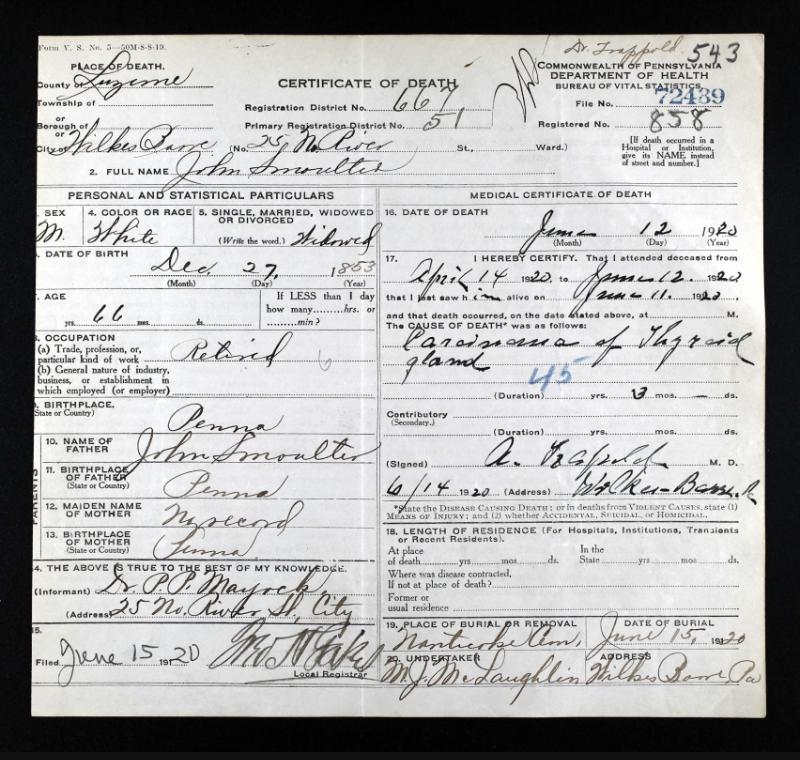 Form V. S. No. 5—50M-8-8-19.
Dr. Trappold 543
PLACE OF DEATH.
County of Luzerne
Township of
or
Borough of
or
City of Wilkes Barre
CERTIFICATE OF DEATH
Registration District No. 667
Primary Registration District No. 51
(No. 25 No. River St., Ward.)
COMMONWEALTH OF PENNSYLVANIA
DEPARTMENT OF HEALTH
BUREAU OF VITAL STATISTICS
File No. 72439
Registered No. 858
[If death occurred in a
Hospital or Institution,
give its NAME instead
of street and number.]
2. FULL NAME John Smoulter
PERSONAL AND STATISTICAL PARTICULARS
SEX M.
4. COLOR OR RACE White
5. SINGLE, MARRIED, WIDOWED
OR DIVORCED
(Write the word.) Widowed
DATE OF BIRTH
Dec. 27, 1853
(Month) (Day) (Year)
AGE
66 yrs. mos. ds.
If LESS than 1 day
how many hrs. or
min?
OCCUPATION
(a) Trade, profession, or,
particular kind of work Retired 6
(b) General nature of industry,
business, or establishment in
which employed (or employer)
BIRTHPLACE.
(State or Country) Penna
PARENTS
10. NAME OF
FATHER John Smoulter
11. BIRTHPLACE
OF FATHER
(State or Country) Penna
12. MAIDEN NAME
OF MOTHER No record
13. BIRTHPLACE
OF MOTHER
(State or Country) Penna
14. THE ABOVE IS TRUE TO THE BEST OF MY KNOWLEDGE.
(Informant) Dr. P. P. Mayock
(Address) 25 No. River St, City
15.
Filed June 15 1920
Local Registrar
MEDICAL CERTIFICATE OF DEATH
16. DATE OF DEATH
June 12 1920
(Month) (Day) (Year)
17. I HEREBY CERTIFY. That I attended deceased from
April 14 1920 to June 12. 1920
that I last saw him alive on June 11. 1920.
and that death occurred, on the date stated above, at M.
The CAUSE OF DEATH* was as follows:
Carcinoma of Thyroid
gland
45
(Duration) yrs. 3 mos. — ds.
Contributory
(Secondary.)
(Duration) yrs. mos. ds.
(Signed) A. Trapold M. D.
6/14 1920 (Address) Wilkes-Barre, Pa
*State the DISEASE CAUSING DEATH; or in deaths from VIOLENT CAUSES, state (1)
MEANS OF INJURY; and (2) whether ACCIDENTAL, SUICIDAL, OR HOMICIDAL.
18. LENGTH OF RESIDENCE (For Hospitals, Institutions, Transients
or Recent Residents).
At place In the
of death yrs. mos. ds. State yrs. mos. ds.
Where was disease contracted,
If not at place of death?
Former or
usual residence
19. PLACE OF BURIAL OR REMOVAL
Nanticoke Cem,
DATE OF BURIAL
June 15, 1920
20. UNDERTAKER
M. J. McLaughlin
ADDRESS
Wilkes Barre, Pa